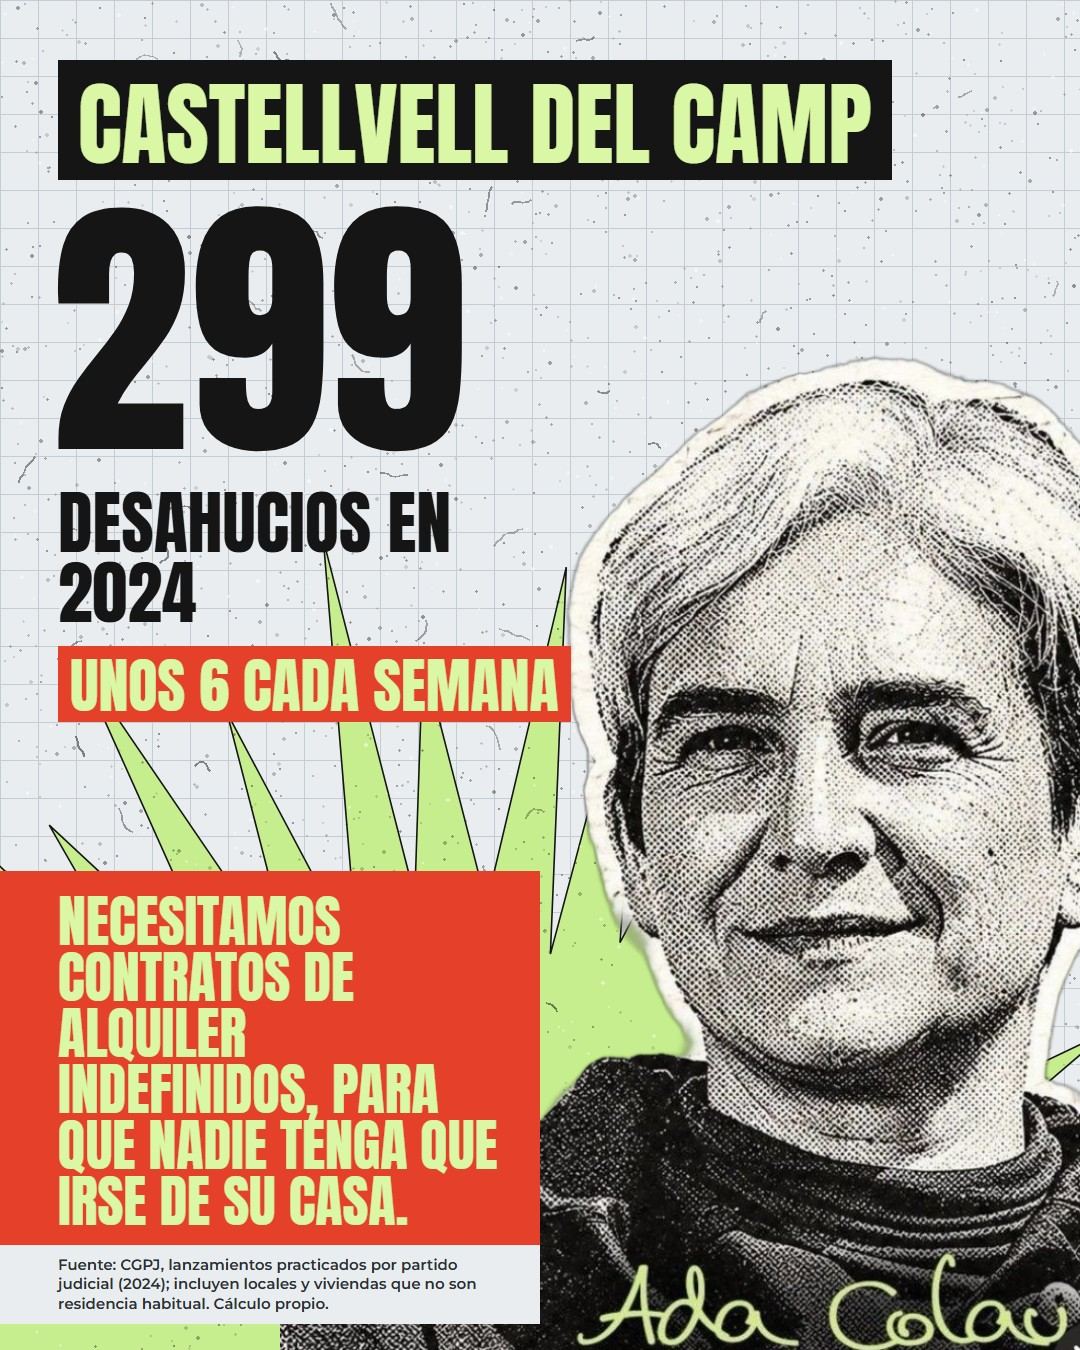 CASTELLVELL DEL CAMP
299
DESAHUCIOS EN
2024
UNOS 6 CADA SEMANA
NECESITAMOS
CONTRATOS DE
ALQUILER
INDEFINIDOS, PARA
QUE NADIE TENGA QUE
IRSE DE SU CASA.
Fuente: CGPJ, lanzamientos practicados por partido
judicial (2024); incluyen locales y viviendas que no son
residencia habitual. Cálculo propio.
Ada Colau